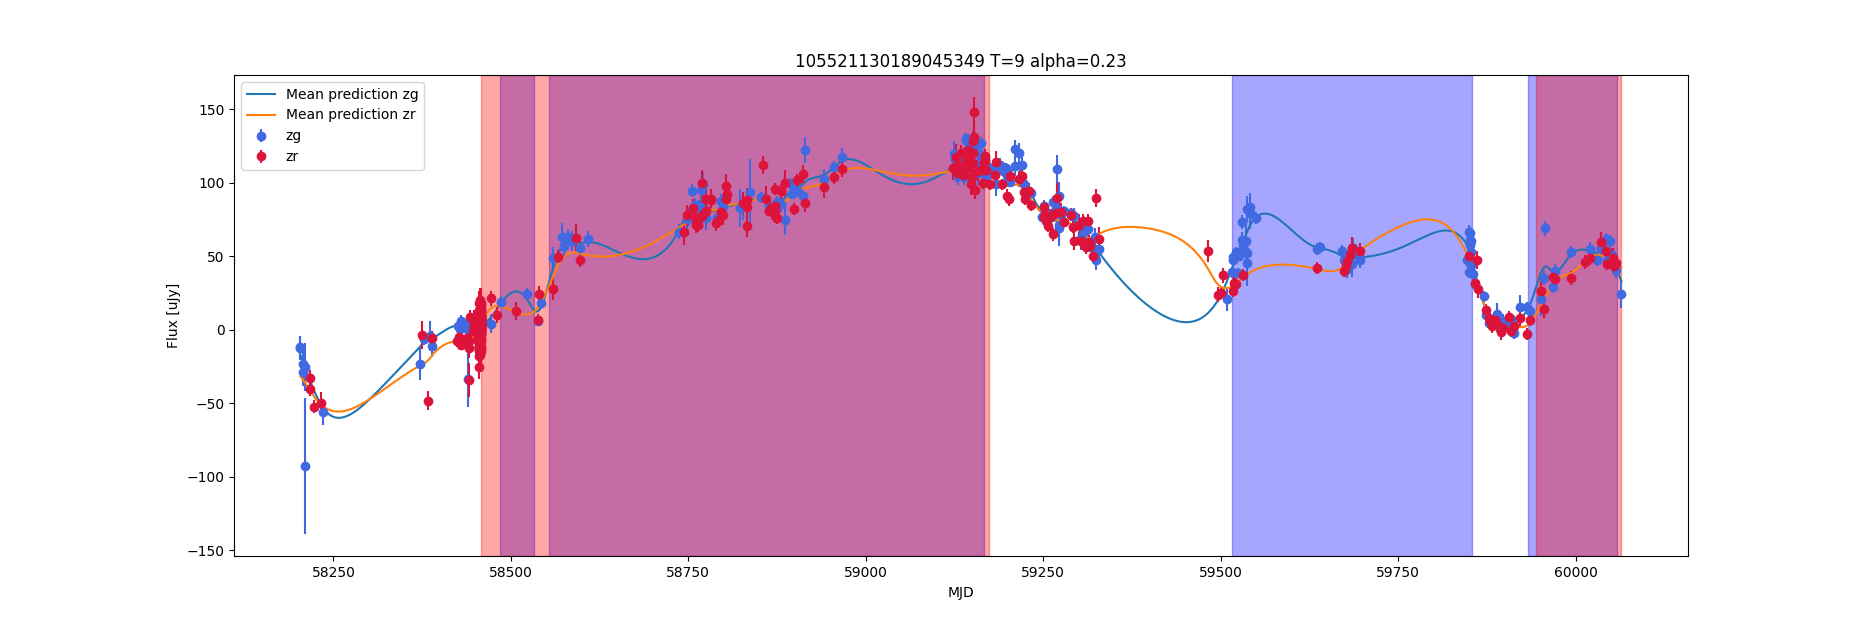 105521130189045349 T=9 alpha=0.23
Mean prediction zg
Mean prediction zr
zg
zr
150
100
50
0
−50
−100
−150
Flux [uJy]
58250
58500
58750
59000
59250
59500
59750
60000
MJD